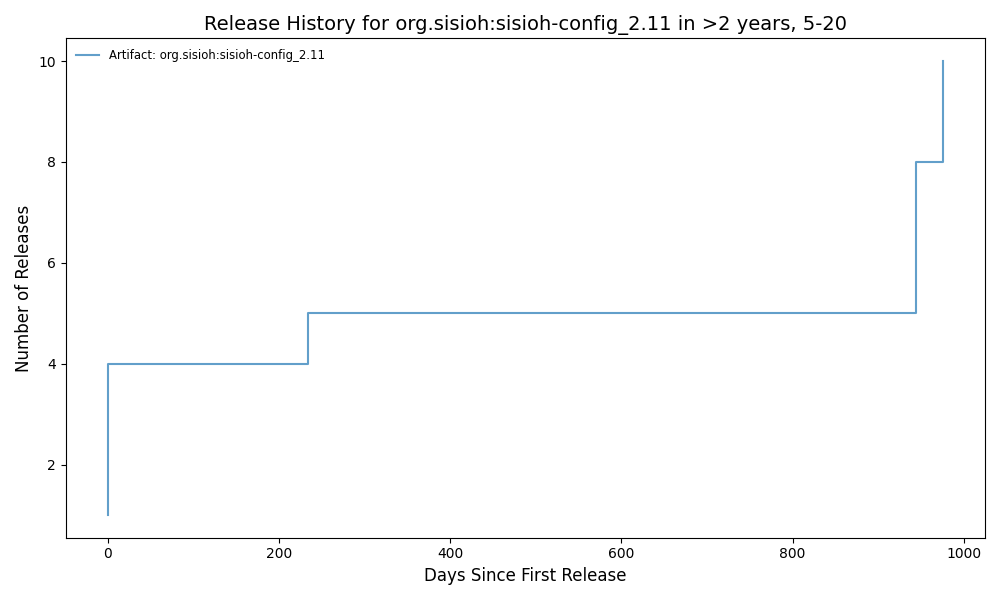 Release History for org.sisioh:sisioh-config_2.11 in >2 years, 5-20
Artifact: org.sisioh:sisioh-config_2.11
Number of Releases
10
8
6
4
2
0 200 400 600 800 1000
Days Since First Release